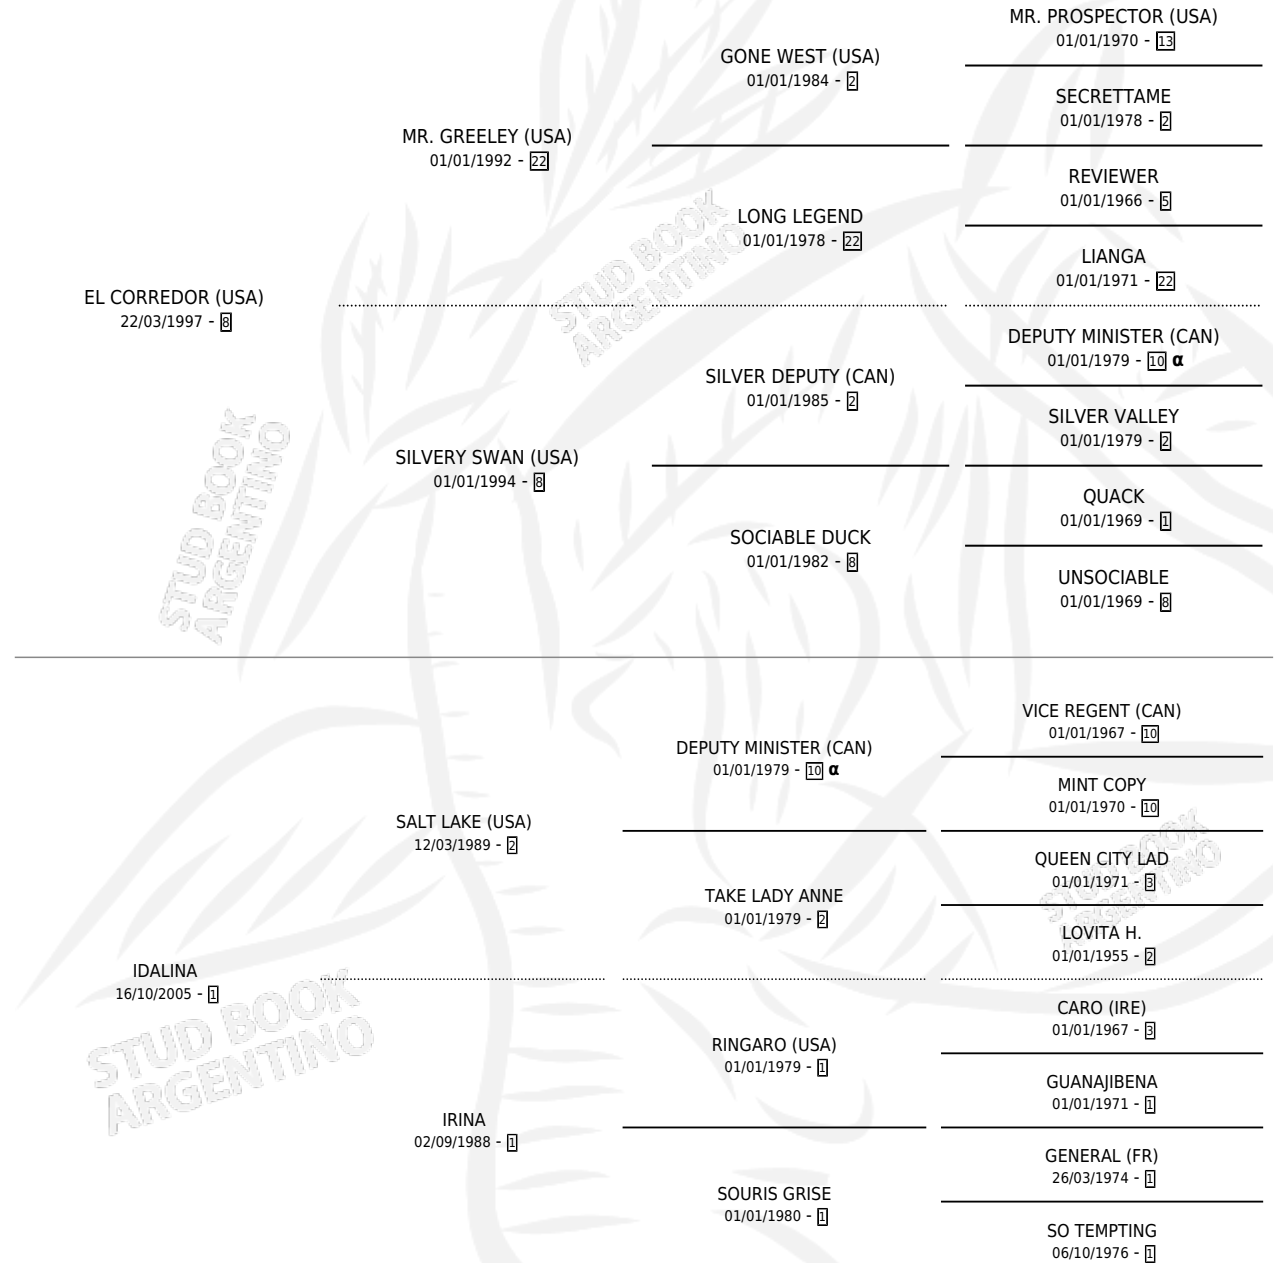 MR. PROSPECTOR (USA)
01/01/1970 - 13
GONE WEST (USA)
01/01/1984 - 2
SECRETTAME
01/01/1978 - 2
MR. GREELEY (USA)
01/01/1992 - 22
REVIEWER
01/01/1966 - 5
LONG LEGEND
01/01/1978 - 22
LIANGA
01/01/1971 - 22
EL CORREDOR (USA)
22/03/1997 - 8
DEPUTY MINISTER (CAN)
01/01/1979 - 10 α
SILVER DEPUTY (CAN)
01/01/1985 - 2
SILVER VALLEY
01/01/1979 - 2
SILVERY SWAN (USA)
01/01/1994 - 8
QUACK
01/01/1969 - 1
SOCIABLE DUCK
01/01/1982 - 8
UNSOCIABLE
01/01/1969 - 8
VICE REGENT (CAN)
01/01/1967 - 10
DEPUTY MINISTER (CAN)
01/01/1979 - 10 α
MINT COPY
01/01/1970 - 10
SALT LAKE (USA)
12/03/1989 - 2
QUEEN CITY LAD
01/01/1971 - 3
TAKE LADY ANNE
01/01/1979 - 2
LOVITA H.
01/01/1955 - 2
IDALINA
16/10/2005 - 1
CARO (IRE)
01/01/1967 - 3
RINGARO (USA)
01/01/1979 - 1
GUANAJIBENA
01/01/1971 - 1
IRINA
02/09/1988 - 1
GENERAL (FR)
26/03/1974 - 1
SOURIS GRISE
01/01/1980 - 1
SO TEMPTING
06/10/1976 - 1
STUD BOOK
ARGENTINO
STUD BOOK
ARGENTINO
STUD BOOK
ARGENTINO
STUD BOOK
ARGENTINO